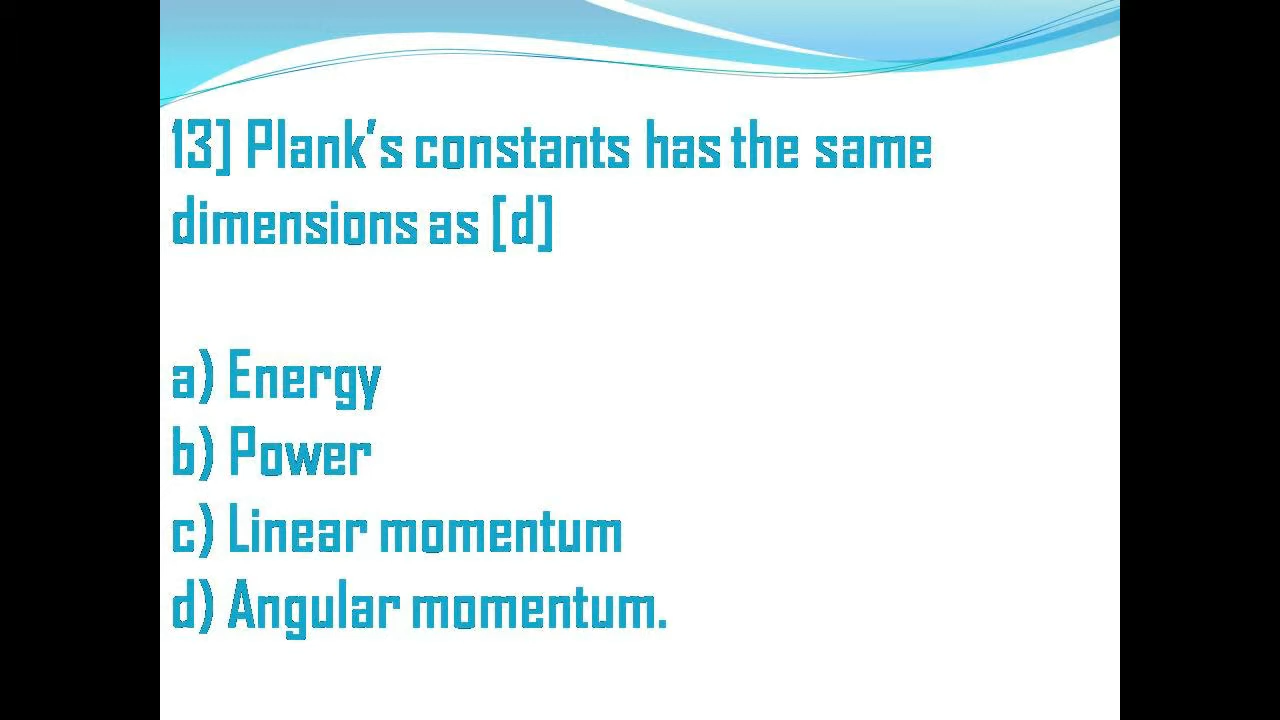 13] Plank’s constants has the same
dimensions as [d]
a) Energy
b) Power
c) Linear momentum
d) Angular momentum.